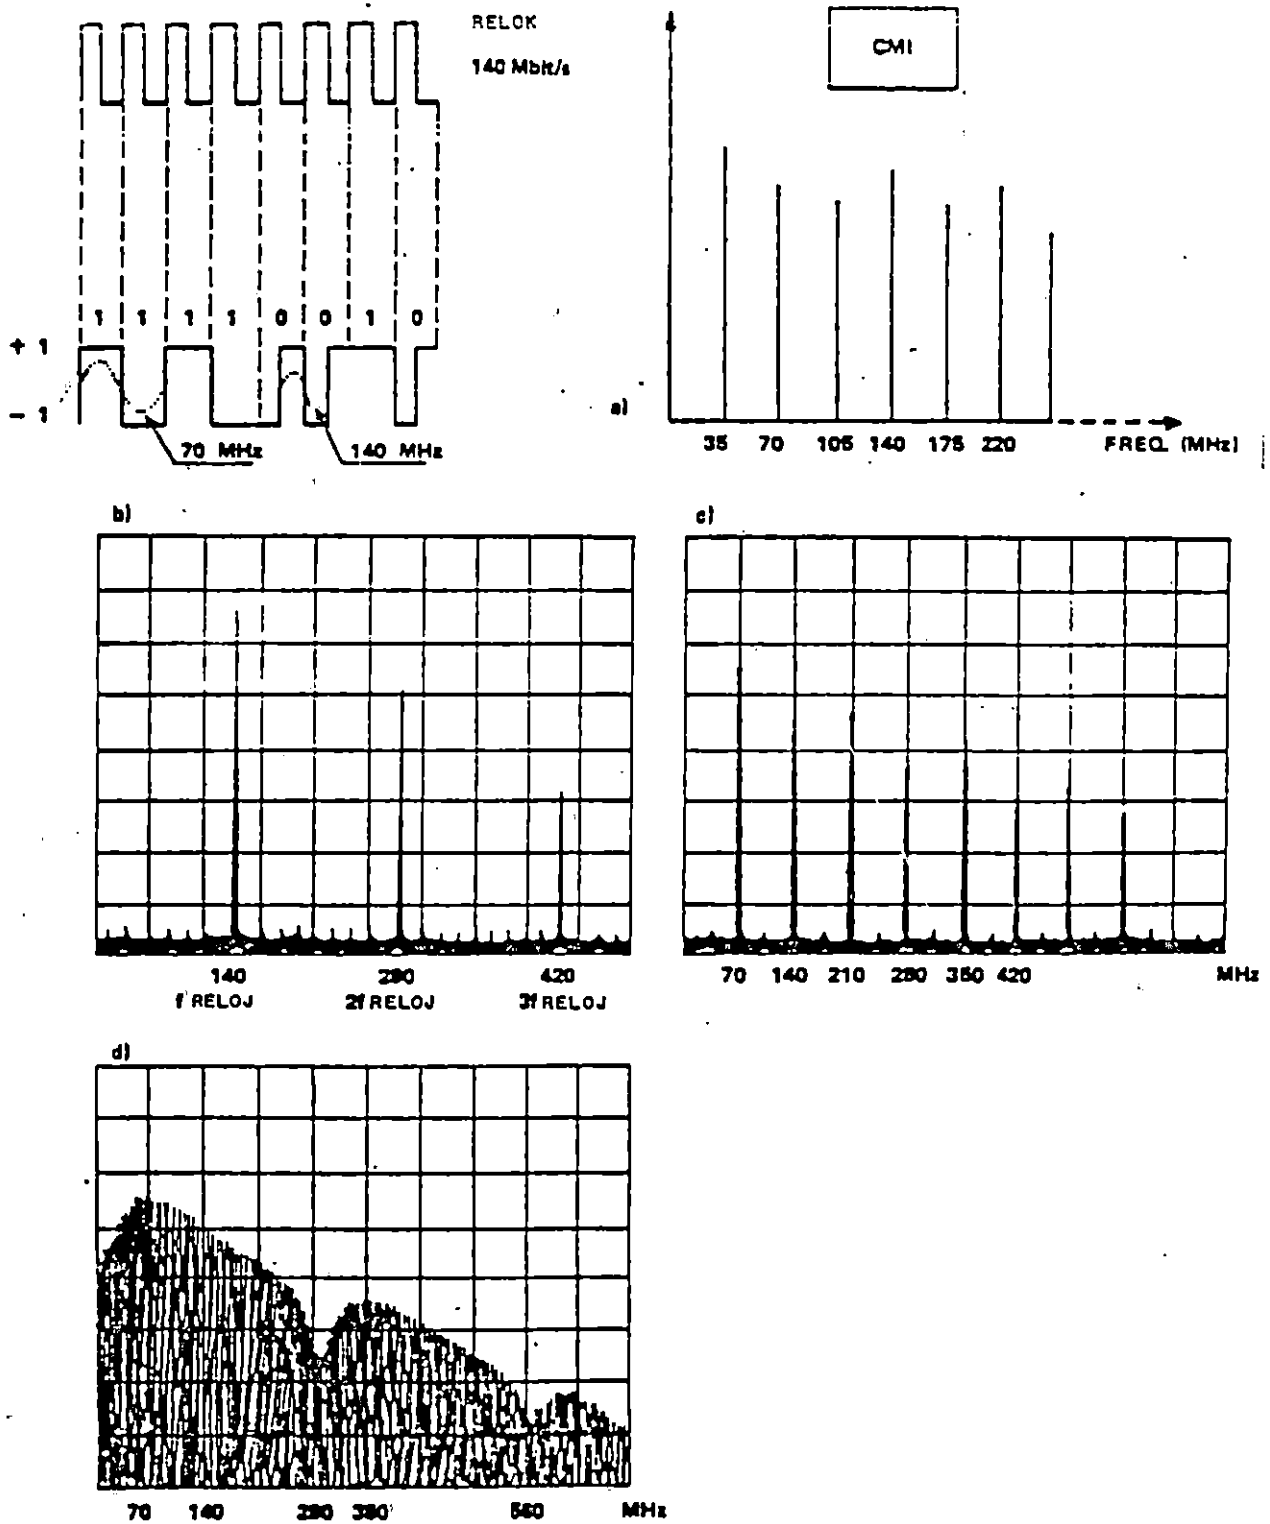 RELOK
140 Mbit/s
CMI
1 1 1 1 0 0 1 0
+ 1
− 1
70 MHz
140 MHz
a)
35 70 105 140 175 220
FREQ. (MHz)
b)
140 280 420
f RELOJ 2f RELOJ 3f RELOJ
c)
70 140 210 280 350 420 MHz
d)
70 140 280 350 560 MHz